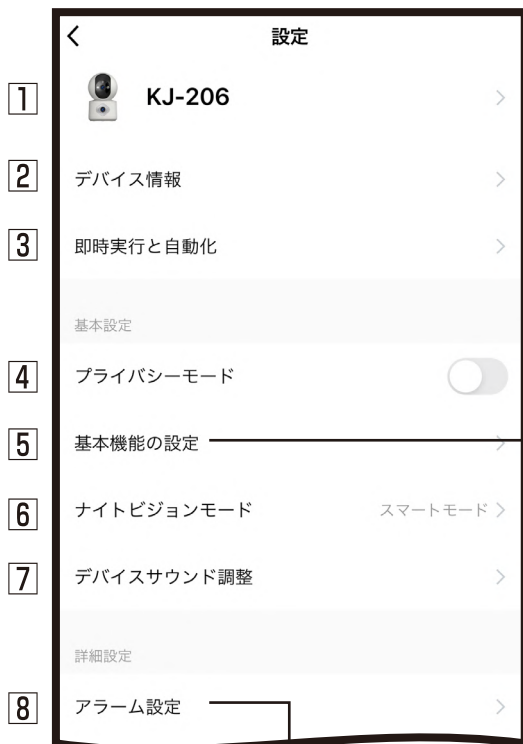 設定
1 KJ-206
2 デバイス情報
3 即時実行と自動化
基本設定
4 プライバシーモード
5 基本機能の設定
6 ナイトビジョンモード スマートモード
7 デバイスサウンド調整
詳細設定
8 アラーム設定